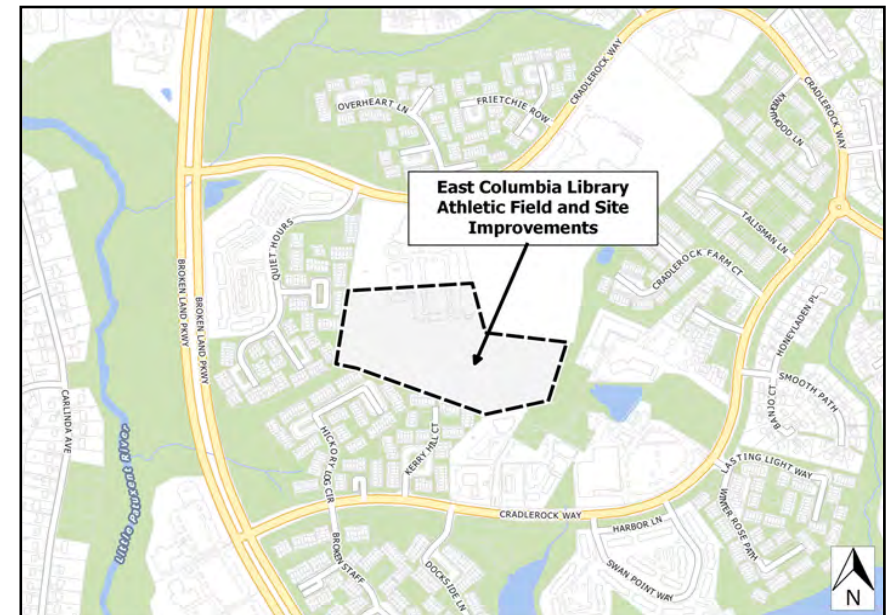 OVERHEART LN
FRIETCHIE ROW
CRADLEROCK WAY
CRADLEROCK WAY
KNIGHTWOOD LN
East Columbia Library
Athletic Field and Site
Improvements
TALISMAN LN
CRADLEROCK FARM CT
QUIET HOURS
BROKEN LAND PKWY
BROKEN LAND PKWY
HONEYLADEN PL
SMOOTH PATH
CARLINDA AVE
Little Patuxent River
HICKORY LOG CIR
KERRY HILL CT
LASTING LIGHT WAY
WINTER ROSE PATH
CRADLEROCK WAY
HARBOR LN
BROKEN STAFF
DOCKSIDE LN
SWAN POINT WAY
N